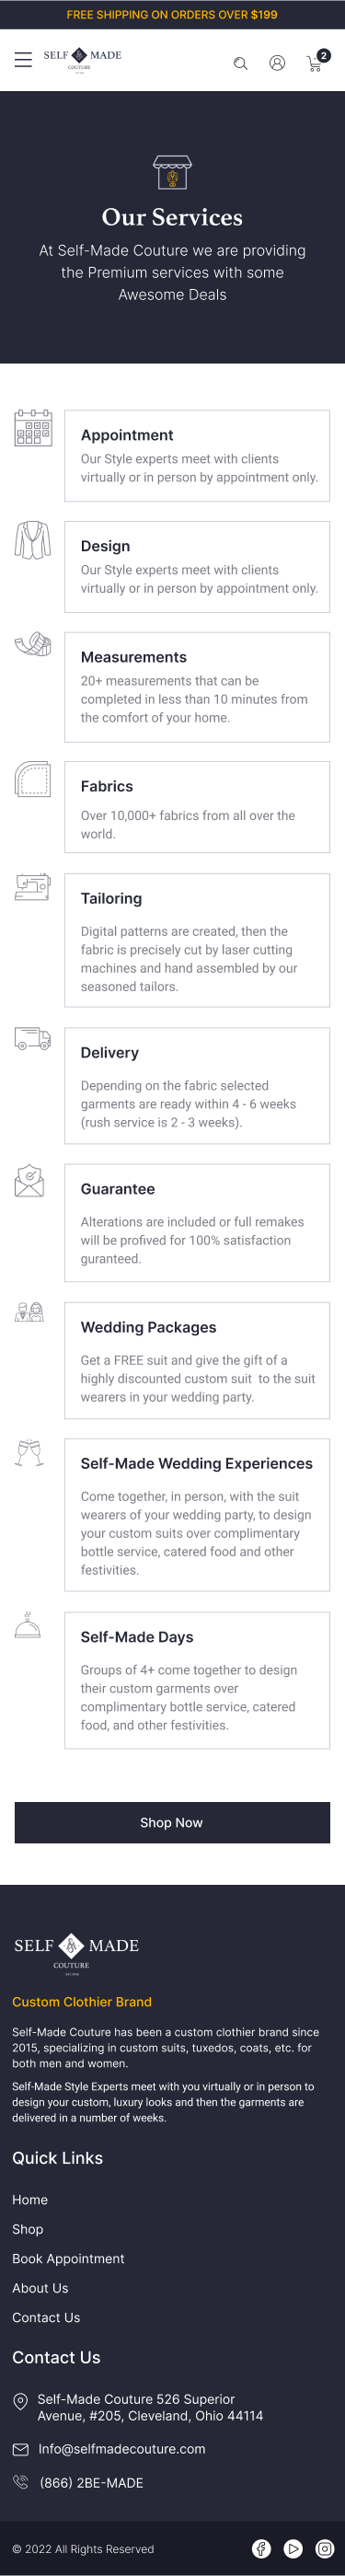 FREE SHIPPING ON ORDERS OVER $199
SELF MADE
COUTURE
2
Our Services
At Self-Made Couture we are providing
the Premium services with some
Awesome Deals
Appointment
Our Style experts meet with clients
virtually or in person by appointment only.
Design
Our Style experts meet with clients
virtually or in person by appointment only.
Measurements
20+ measurements that can be
completed in less than 10 minutes from
the comfort of your home.
Fabrics
Over 10,000+ fabrics from all over the
world.
Tailoring
Digital patterns are created, then the
fabric is precisely cut by laser cutting
machines and hand assembled by our
seasoned tailors.
Delivery
Depending on the fabric selected
garments are ready within 4 - 6 weeks
(rush service is 2 - 3 weeks).
Guarantee
Alterations are included or full remakes
will be profived for 100% satisfaction
guranteed.
Wedding Packages
Get a FREE suit and give the gift of a
highly discounted custom suit to the suit
wearers in your wedding party.
Self-Made Wedding Experiences
Come together, in person, with the suit
wearers of your wedding party, to design
your custom suits over complimentary
bottle service, catered food and other
festivities.
Self-Made Days
Groups of 4+ come together to design
their custom garments over
complimentary bottle service, catered
food, and other festivities.
Shop Now
SELF MADE
COUTURE
Custom Clothier Brand
Self-Made Couture has been a custom clothier brand since
2015, specializing in custom suits, tuxedos, coats, etc. for
both men and women.
Self-Made Style Experts meet with you virtually or in person to
design your custom, luxury looks and then the garments are
delivered in a number of weeks.
Quick Links
Home
Shop
Book Appointment
About Us
Contact Us
Contact Us
Self-Made Couture 526 Superior
Avenue, #205, Cleveland, Ohio 44114
Info@selfmadecouture.com
(866) 2BE-MADE
© 2022 All Rights Reserved